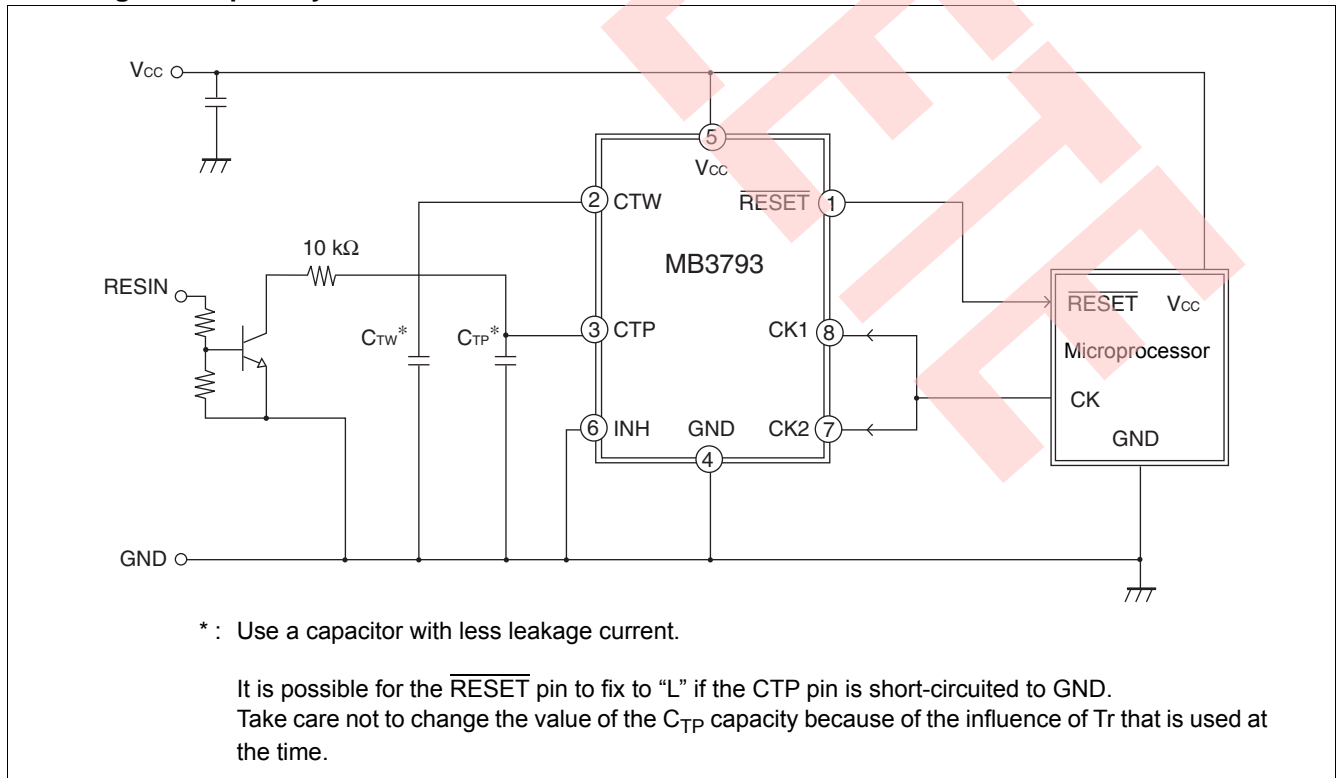 Vcc
5
Vcc
2 CTW
RESET 1
10 kΩ
MB3793
RESIN
RESET Vcc
CTW*
CTP*
3 CTP
CK1 8
Microprocessor
CK
6 INH
GND
CK2 7
GND
4
GND
* : Use a capacitor with less leakage current.
It is possible for the RESET pin to fix to “L” if the CTP pin is short-circuited to GND.
Take care not to change the value of the CTP capacity because of the influence of Tr that is used at
the time.